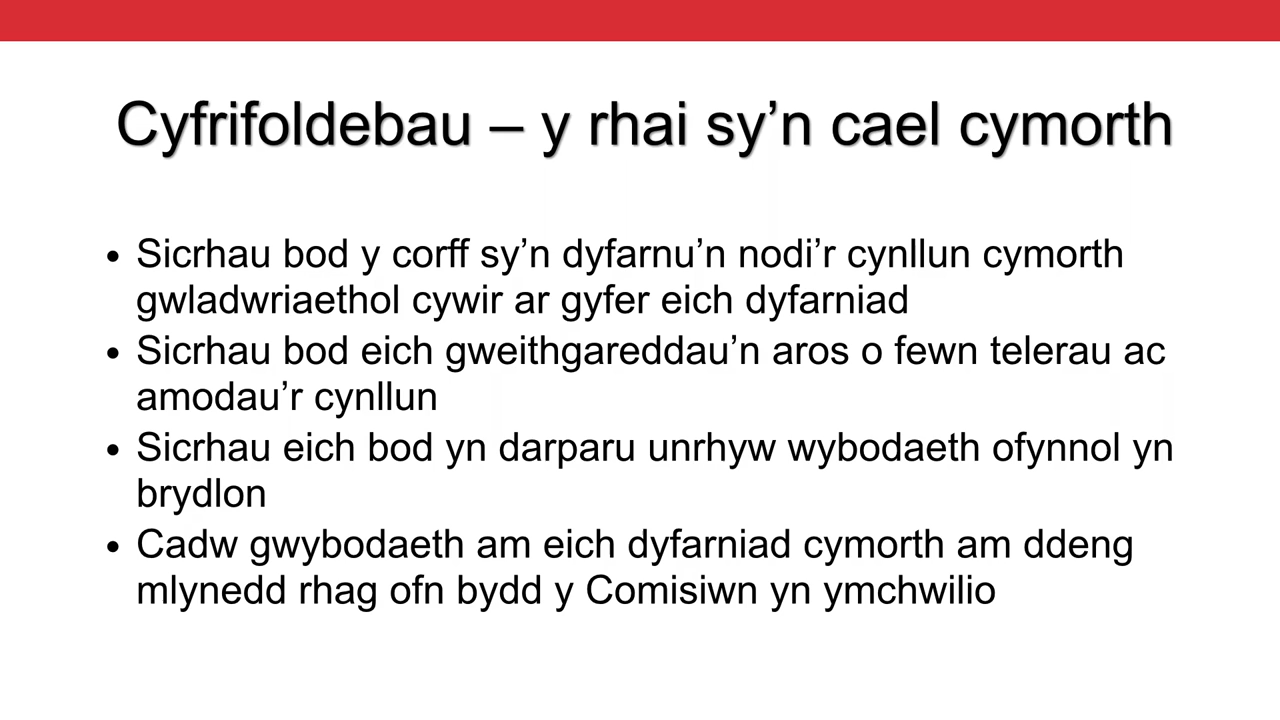 Cyfrifoldebau – y rhai sy’n cael cymorth
• Sicrhau bod y corff sy’n dyfarnu’n nodi’r cynllun cymorth
gwladwriaethol cywir ar gyfer eich dyfarniad
• Sicrhau bod eich gweithgareddau’n aros o fewn telerau ac
amodau’r cynllun
• Sicrhau eich bod yn darparu unrhyw wybodaeth ofynnol yn
brydlon
• Cadw gwybodaeth am eich dyfarniad cymorth am ddeng
mlynedd rhag ofn bydd y Comisiwn yn ymchwilio